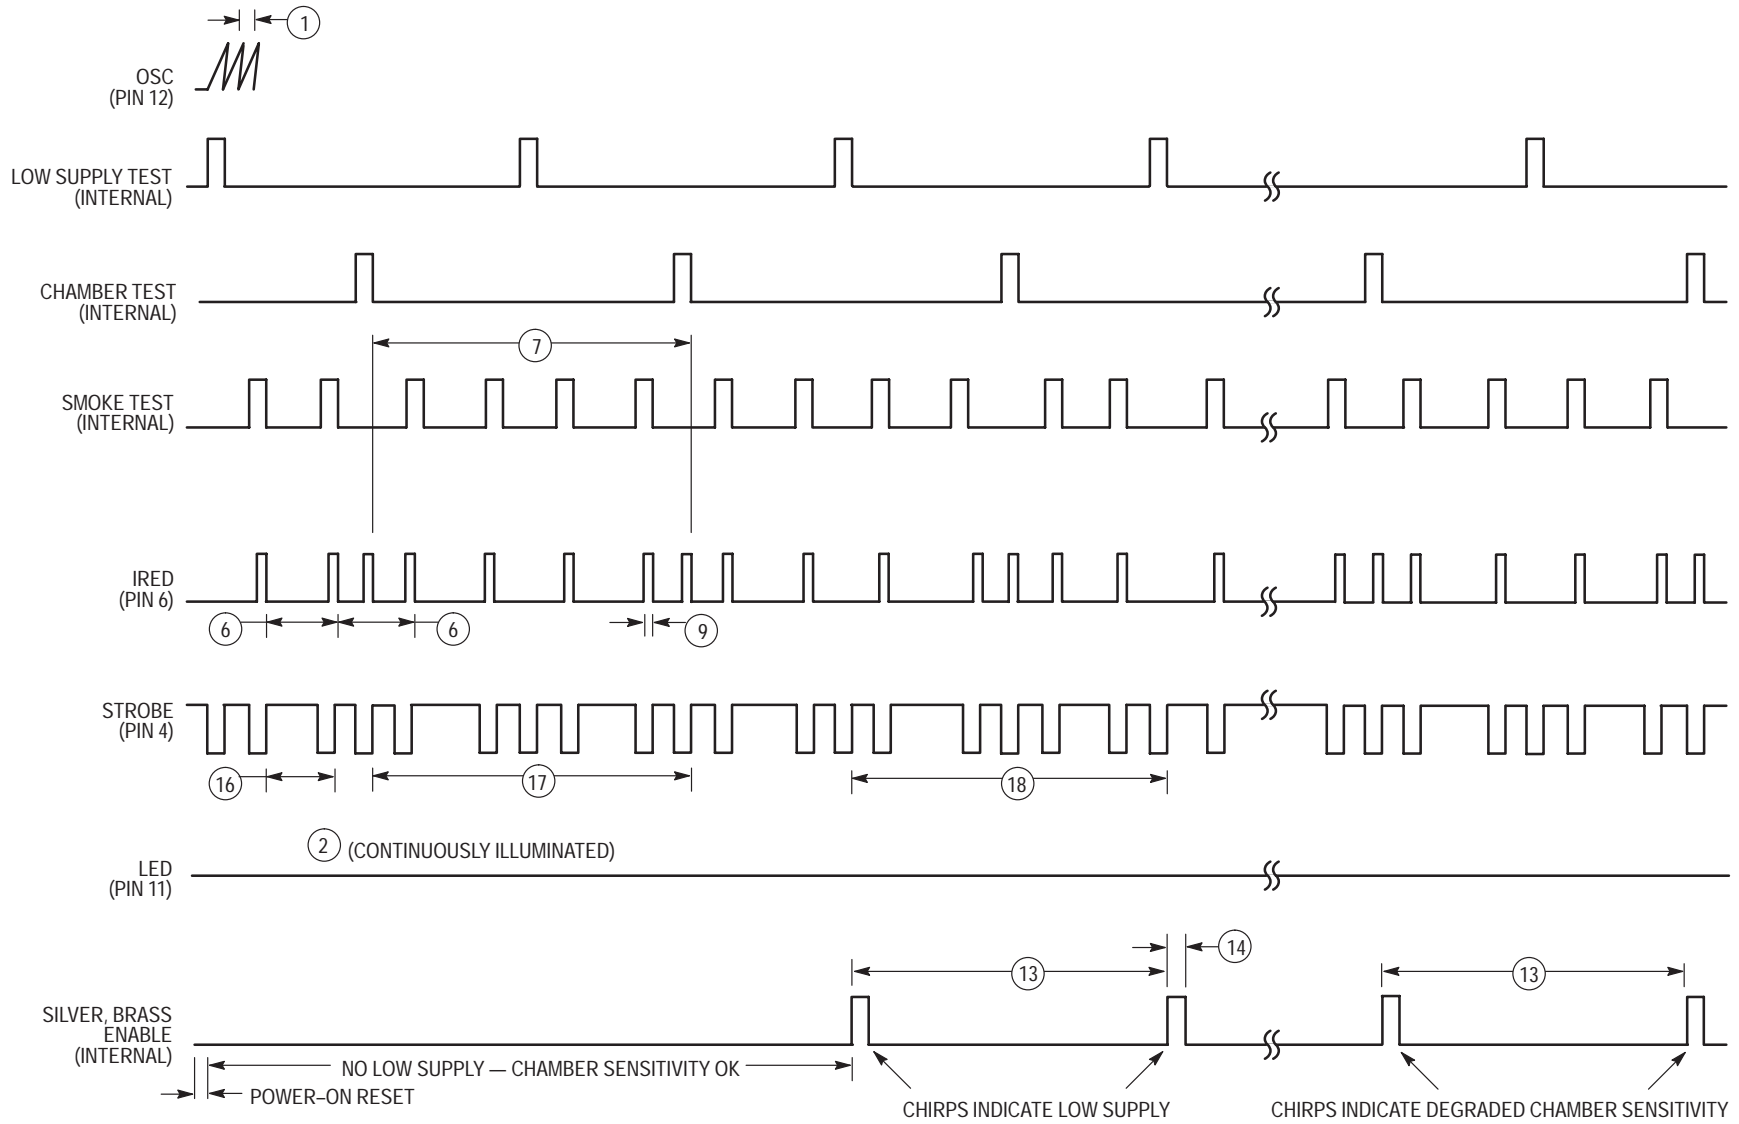 1
OSC
(PIN 12)
LOW SUPPLY TEST
(INTERNAL)
CHAMBER TEST
(INTERNAL)
7
SMOKE TEST
(INTERNAL)
IRED
(PIN 6)
6
6
9
STROBE
(PIN 4)
16
17
18
2 (CONTINUOUSLY ILLUMINATED)
LED
(PIN 11)
14
13
13
SILVER, BRASS
ENABLE
(INTERNAL)
NO LOW SUPPLY — CHAMBER SENSITIVITY OK
POWER–ON RESET
CHIRPS INDICATE LOW SUPPLY
CHIRPS INDICATE DEGRADED CHAMBER SENSITIVITY